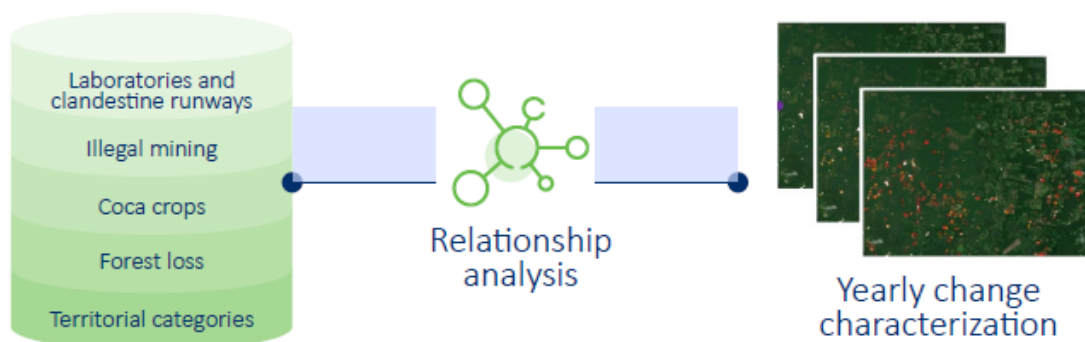 Laboratories and
clandestine runways
Illegal mining
Coca crops
Forest loss
Territorial categories
Relationship
analysis
Yearly change
characterization